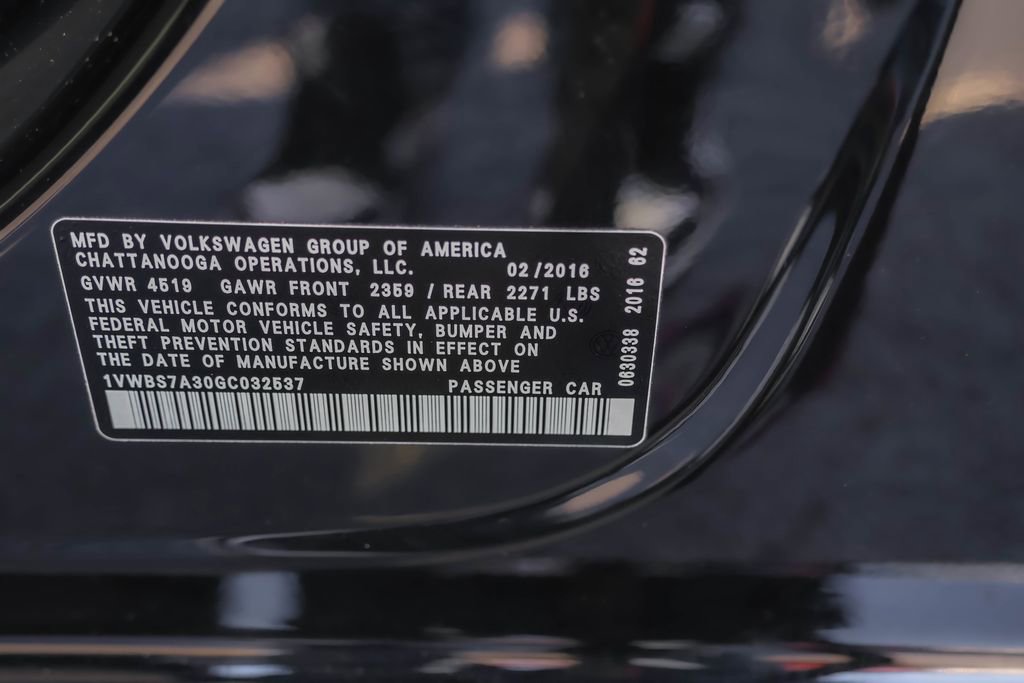 MFD BY VOLKSWAGEN GROUP OF AMERICA
CHATTANOOGA OPERATIONS, LLC. 02/2016
GVWR 4519 GAWR FRONT 2359 / REAR 2271 LBS
THIS VEHICLE CONFORMS TO ALL APPLICABLE U.S.
FEDERAL MOTOR VEHICLE SAFETY, BUMPER AND
THEFT PREVENTION STANDARDS IN EFFECT ON
THE DATE OF MANUFACTURE SHOWN ABOVE
1VWBS7A30GC032537 PASSENGER CAR
0630338 2016 62